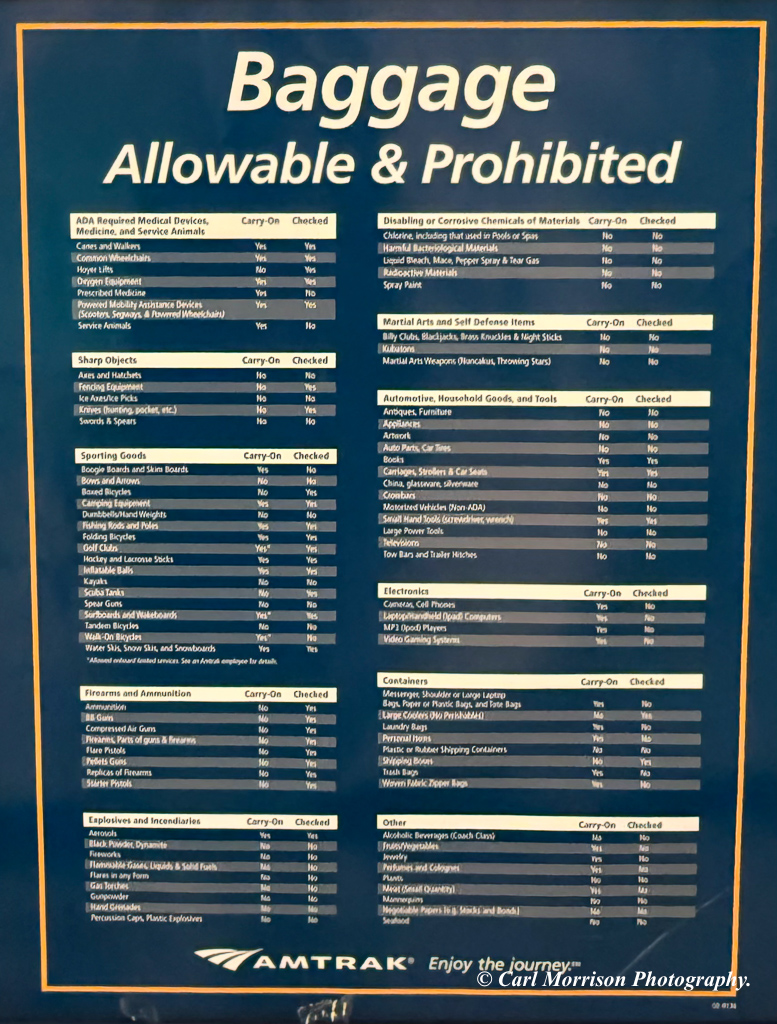 Baggage
Allowable & Prohibited
ADA Required Medical Devices, Medicine, and Service Animals Carry-On Checked
Canes and Walkers Yes Yes
Common Wheelchairs Yes Yes
Hoyer Lifts No Yes
Oxygen Equipment Yes Yes
Prescribed Medicine Yes No
Powered Mobility Assistance Devices Yes Yes
(Scooters, Segways, & Powered Wheelchairs)
Service Animals Yes No
Sharp Objects Carry-On Checked
Axes and Hatchets No No
Fencing Equipment No Yes
Ice Axes/Ice Picks No No
Knives (hunting, pocket, etc.) No Yes
Swords & Spears No No
Sporting Goods Carry-On Checked
Boogie Boards and Skim Boards Yes No
Bows and Arrows No No
Boxed Bicycles No Yes
Camping Equipment Yes Yes
Dumbbells/Hand Weights No No
Fishing Rods and Poles Yes Yes
Folding Bicycles Yes Yes
Golf Clubs Yes* Yes
Hockey and Lacrosse Sticks Yes Yes
Inflatable Balls Yes Yes
Kayaks No No
Scuba Tanks No Yes
Spear Guns No No
Surfboards and Wakeboards Yes* Yes
Tandem Bicycles No No
Walk-On Bicycles Yes* No
Water Skis, Snow Skis, and Snowboards Yes Yes
*Allowed onboard limited services. See an Amtrak employee for details.
Firearms and Ammunition Carry-On Checked
Ammunition No Yes
BB Guns No Yes
Compressed Air Guns No Yes
Firearms, Parts of guns & firearms No Yes
Flare Pistols No Yes
Pellets Guns No Yes
Replicas of Firearms No Yes
Starter Pistols No Yes
Explosives and Incendiaries Carry-On Checked
Aerosols Yes Yes
Black Powder, Dynamite No No
Fireworks No No
Flammable Gases, Liquids & Solid Fuels No No
Flares in any Form No No
Gas Torches No No
Gunpowder No No
Hand Grenades No No
Percussion Caps, Plastic Explosives No No
Disabling or Corrosive Chemicals of Materials Carry-On Checked
Chlorine, including that used in Pools or Spas No No
Harmful Bacteriological Materials No No
Liquid Bleach, Mace, Pepper Spray & Tear Gas No No
Radioactive Materials No No
Spray Paint No No
Martial Arts and Self Defense Items Carry-On Checked
Billy Clubs, Blackjacks, Brass Knuckles & Night Sticks No No
Kubatons No No
Martial Arts Weapons (Nuncakus, Throwing Stars) No No
Automotive, Household Goods, and Tools Carry-On Checked
Antiques, Furniture No No
Appliances No No
Artwork No No
Auto Parts, Car Tires No No
Books Yes Yes
Carriages, Strollers & Car Seats Yes Yes
China, glassware, silverware No No
Crowbars No No
Motorized Vehicles (Non-ADA) No No
Small Hand Tools (screwdriver, wrench) Yes Yes
Large Power Tools No No
Televisions No No
Tow Bars and Trailer Hitches No No
Electronics Carry-On Checked
Cameras, Cell Phones Yes No
Laptop/Handheld (Ipad) Computers Yes No
MP3 (Ipod) Players Yes No
Video Gaming Systems Yes No
Containers Carry-On Checked
Messenger, Shoulder or Large Laptop
Bags, Paper or Plastic Bags, and Tote Bags Yes No
Large Coolers (No Perishables) No Yes
Laundry Bags Yes No
Personal Items Yes No
Plastic or Rubber Shipping Containers No No
Shipping Boxes No Yes
Trash Bags Yes No
Woven Fabric Zipper Bags Yes No
Other Carry-On Checked
Alcoholic Beverages (Coach Class) No No
Fruits/Vegetables Yes No
Jewelry Yes No
Perfumes and Colognes Yes No
Plants No No
Meat (Small Quantity) Yes No
Mannequins No No
Negotiable Papers (e.g. Stocks and Bonds) No No
Seafood No No
AMTRAK® Enjoy the journey.℠
© Carl Morrison Photography.